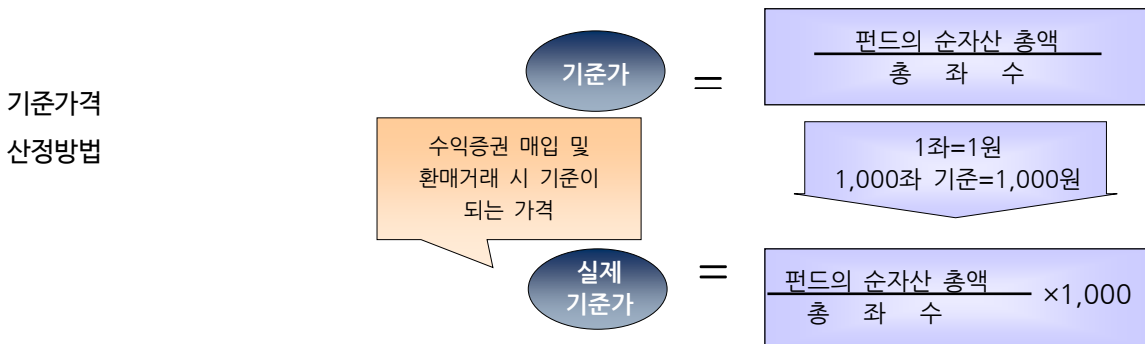 기준가격
산정방법
기준가
=
펀드의 순자산 총액
총 좌 수
수익증권 매입 및
환매거래 시 기준이
되는 가격
1좌=1원
1,000좌 기준=1,000원
실제
기준가
=
펀드의 순자산 총액
총 좌 수
×1,000